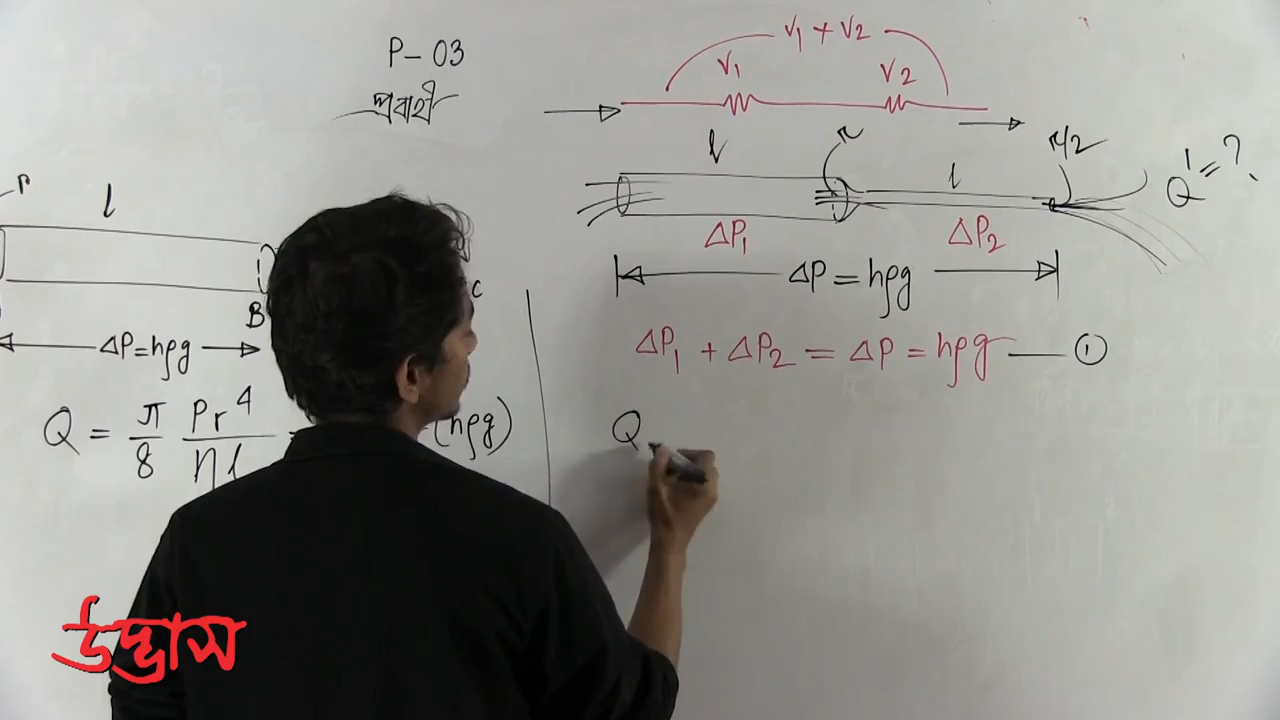 P-03
প্রবাহী
V₁ + V₂
V₁ V₂
l r l r/2 Q' = ?
ΔP₁ ΔP₂
ΔP = hρg
ΔP₁ + ΔP₂ = ΔP = hρg —— ①
Q
r l
B C
ΔP=hρg
Q = π/8 Pr⁴/ηl = (hρg)
উদ্ভাস